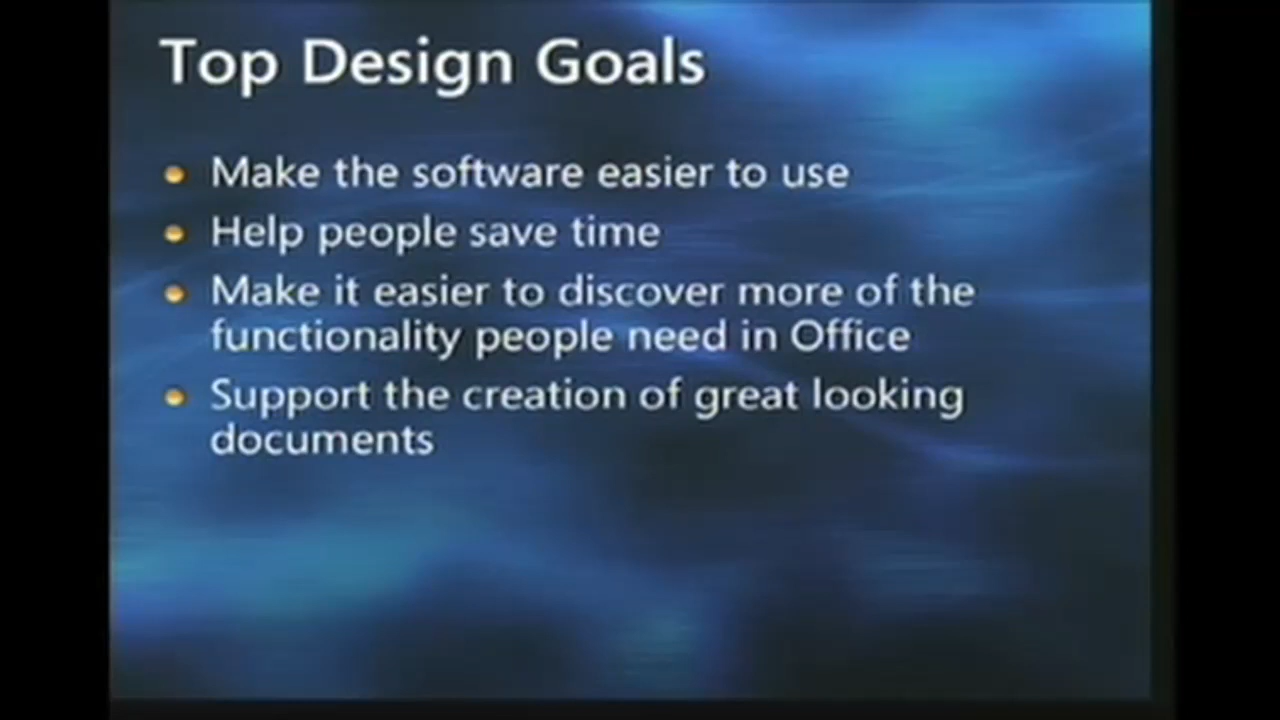 Top Design Goals
Make the software easier to use
Help people save time
Make it easier to discover more of the
functionality people need in Office
Support the creation of great looking
documents